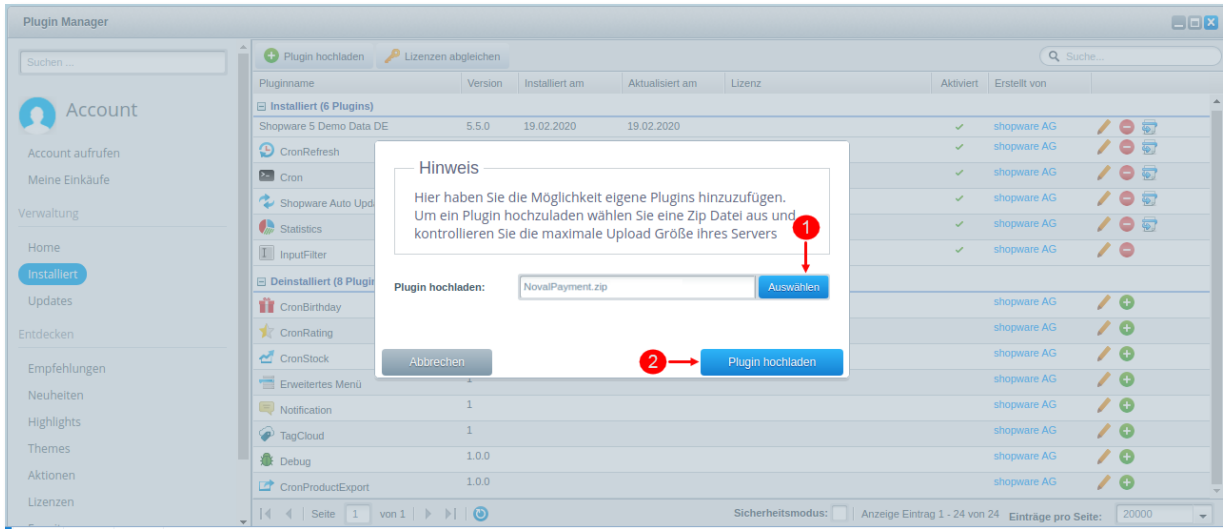 Plugin Manager
Suchen ...
Account
Account aufrufen
Meine Einkäufe
Verwaltung
Home
Installiert
Updates
Entdecken
Empfehlungen
Neuheiten
Highlights
Themes
Aktionen
Lizenzen
Plugin hochladen Lizenzen abgleichen Suche...
Pluginname Version Installiert am Aktualisiert am Lizenz Aktiviert Erstellt von
Installiert (6 Plugins)
Shopware 5 Demo Data DE 5.5.0 19.02.2020 19.02.2020 shopware AG
CronRefresh shopware AG
Cron shopware AG
Shopware Auto Upd shopware AG
Statistics shopware AG
InputFilter shopware AG
Deinstalliert (8 Plugin
CronBirthday shopware AG
CronRating shopware AG
CronStock shopware AG
Erweitertes Menü 1 shopware AG
Notification 1 shopware AG
TagCloud 1 shopware AG
Debug 1.0.0 shopware AG
CronProductExport 1.0.0 shopware AG
Hinweis
Hier haben Sie die Möglichkeit eigene Plugins hinzuzufügen.
Um ein Plugin hochzuladen wählen Sie eine Zip Datei aus und
kontrollieren Sie die maximale Upload Größe ihres Servers
1
Plugin hochladen: NovalPayment.zip Auswählen
Abbrechen 2 Plugin hochladen
Seite 1 von 1 Sicherheitsmodus: Anzeige Eintrag 1 - 24 von 24 Einträge pro Seite: 20000